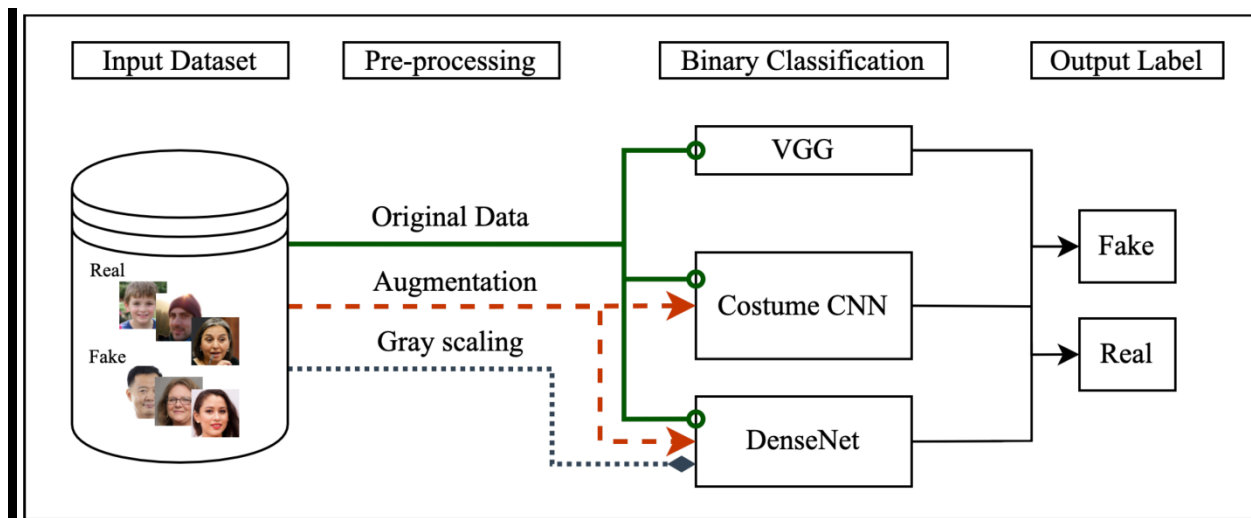 Input Dataset
Pre-processing
Binary Classification
Output Label
VGG
Original Data
Fake
Real
Augmentation
Costume CNN
Gray scaling
Real
Fake
DenseNet